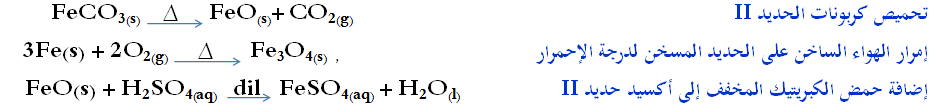 FeCO₃₍ₛ₎ —Δ→ FeO₍ₛ₎ + CO₂(g) تحميص كربونات الحديد II
3Fe(s) + 2O₂(g) —Δ→ Fe₃O₄(s) , إمرار الهواء الساخن على الحديد المسخن لدرجة الإحمرار
FeO(s) + H₂SO₄(aq) —dil→ FeSO₄(aq) + H₂O(l) إضافة حمض الكبريتيك المخفف إلى أكسيد حديد II